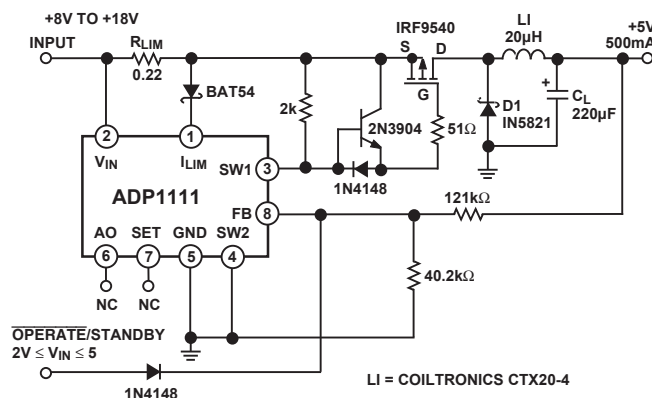 +8V TO +18V
INPUT
RLIM
0.22
BAT54
2k
IRF9540
S
D
G
2N3904
51Ω
1N4148
LI
20µH
D1
IN5821
+
CL
220µF
+5V
500mA
2
VIN
1
ILIM
SW1
3
ADP1111
FB
8
AO
SET
GND
SW2
6
7
5
4
NC
NC
121kΩ
40.2kΩ
OPERATE/STANDBY
2V ≤ VIN ≤ 5
1N4148
LI = COILTRONICS CTX20-4